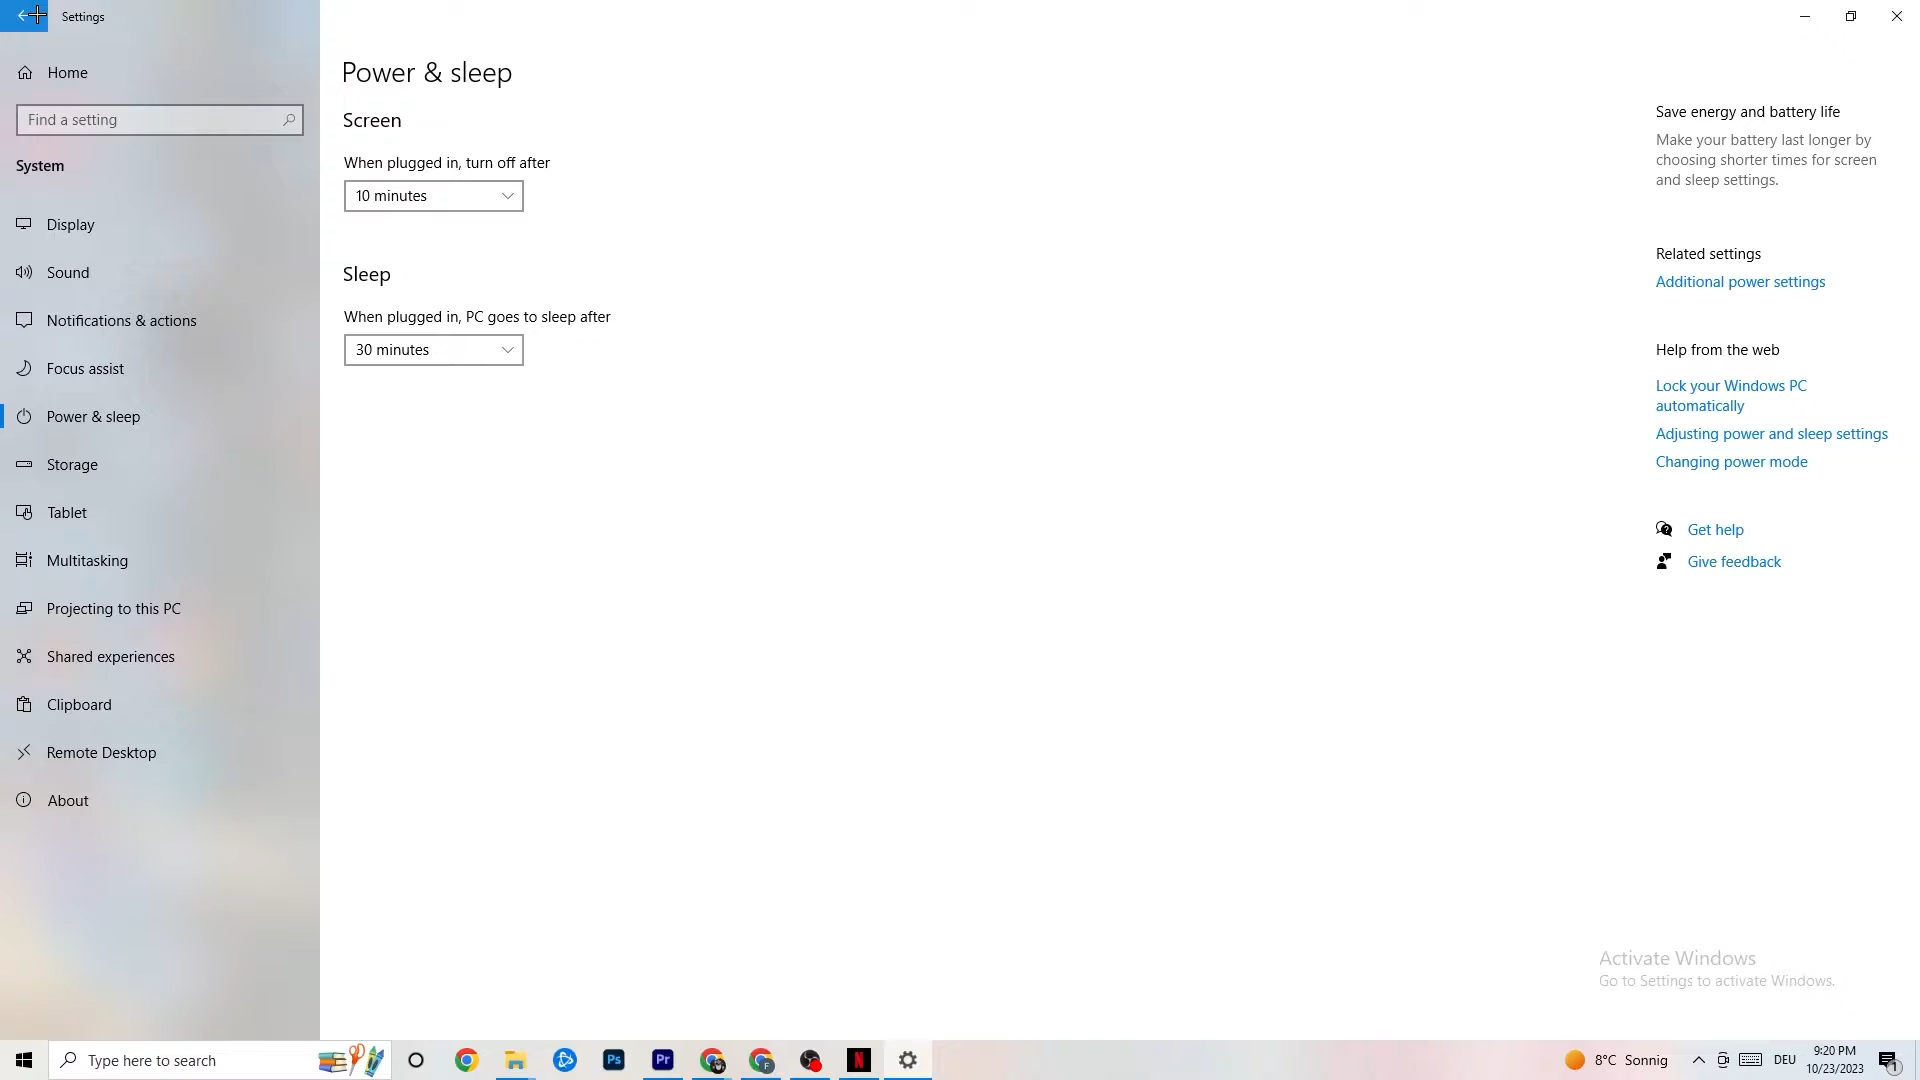 Settings
Home
Find a setting
System
Display
Sound
Notifications & actions
Focus assist
Power & sleep
Storage
Tablet
Multitasking
Projecting to this PC
Shared experiences
Clipboard
Remote Desktop
About
Power & sleep
Screen
When plugged in, turn off after
10 minutes
Sleep
When plugged in, PC goes to sleep after
30 minutes
Save energy and battery life
Make your battery last longer by
choosing shorter times for screen
and sleep settings.
Related settings
Additional power settings
Help from the web
Lock your Windows PC
automatically
Adjusting power and sleep settings
Changing power mode
Get help
Give feedback
Activate Windows
Go to Settings to activate Windows.
Type here to search
Ps
Pr
F
N
8°C Sonnig
DEU
9:20 PM
10/23/2023
1